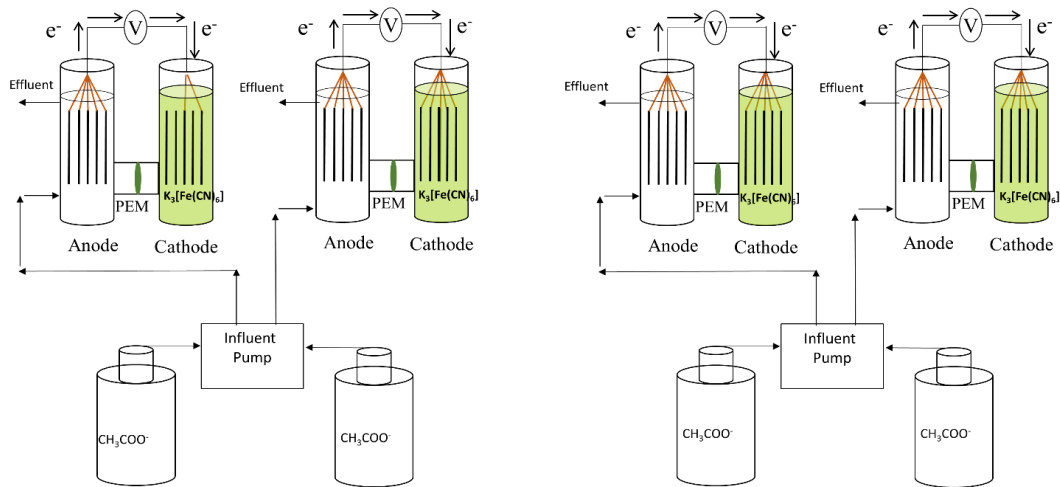 e⁻ V e⁻
e⁻ V e⁻
e⁻ V e⁻
e⁻ V e⁻
Effluent
Effluent
Effluent
Effluent
K₃[Fe(CN)₆]
K₃[Fe(CN)₆]
K₃[Fe(CN)₆]
K₃[Fe(CN)₆]
PEM
PEM
PEM
PEM
Anode Cathode
Anode Cathode
Anode Cathode
Anode Cathode
Influent
Pump
Influent
Pump
CH₃COO⁻
CH₃COO⁻
CH₃COO⁻
CH₃COO⁻